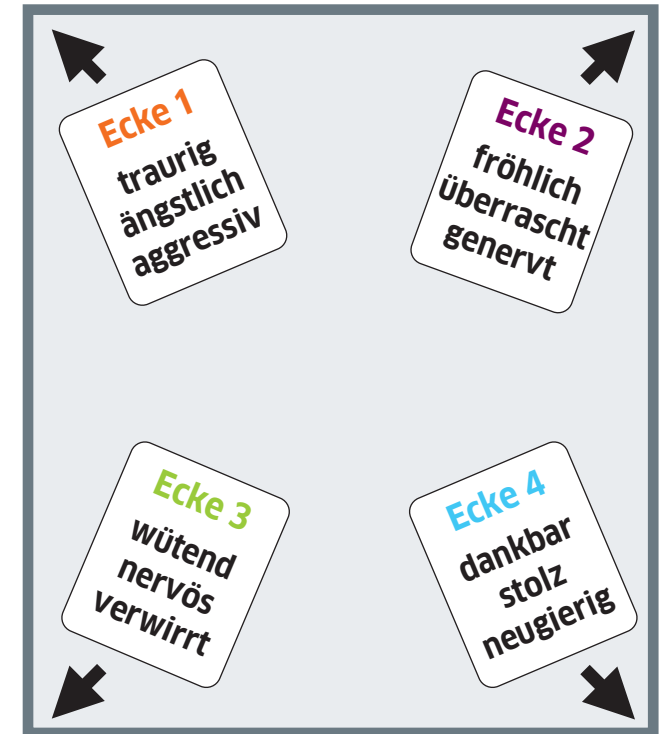 Ecke 1
traurig
ängstlich
aggressiv
Ecke 2
fröhlich
überrascht
genervt
Ecke 3
wütend
nervös
verwirrt
Ecke 4
dankbar
stolz
neugierig